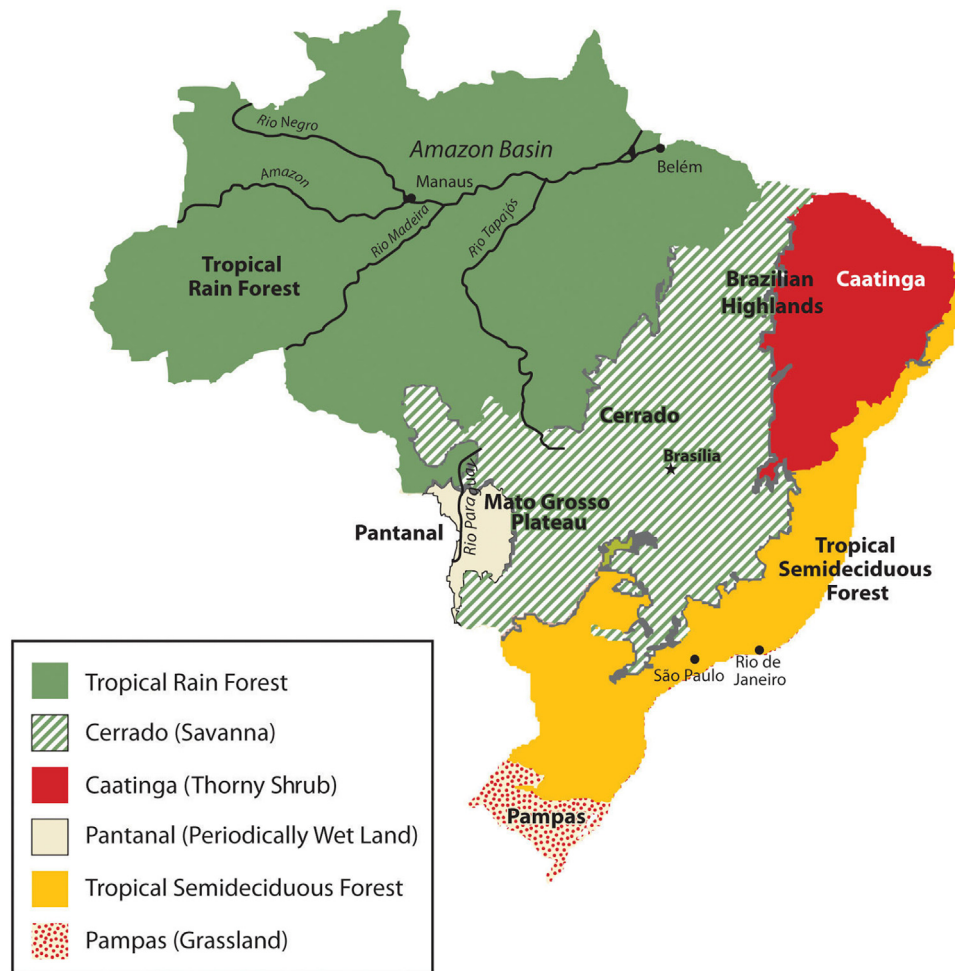 Rio Negro
Amazon Basin
Belém
Amazon
Manaus
Rio Madeira
Rio Tapajós
Tropical
Rain Forest
Brazilian
Highlands
Caatinga
Cerrado
Brasília
Rio Paraguay
Mato Grosso
Plateau
Pantanal
Tropical
Semideciduous
Forest
São Paulo
Rio de
Janeiro
Pampas
Tropical Rain Forest
Cerrado (Savanna)
Caatinga (Thorny Shrub)
Pantanal (Periodically Wet Land)
Tropical Semideciduous Forest
Pampas (Grassland)